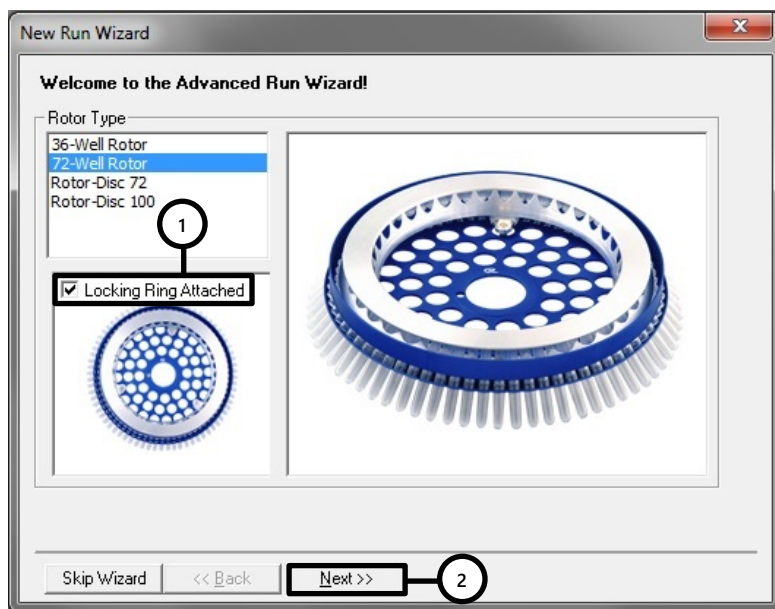 New Run Wizard
Welcome to the Advanced Run Wizard!
Rotor Type
36-Well Rotor
72-Well Rotor
Rotor-Disc 72
Rotor-Disc 100
1
Locking Ring Attached
Skip Wizard
<< Back
Next >>
2